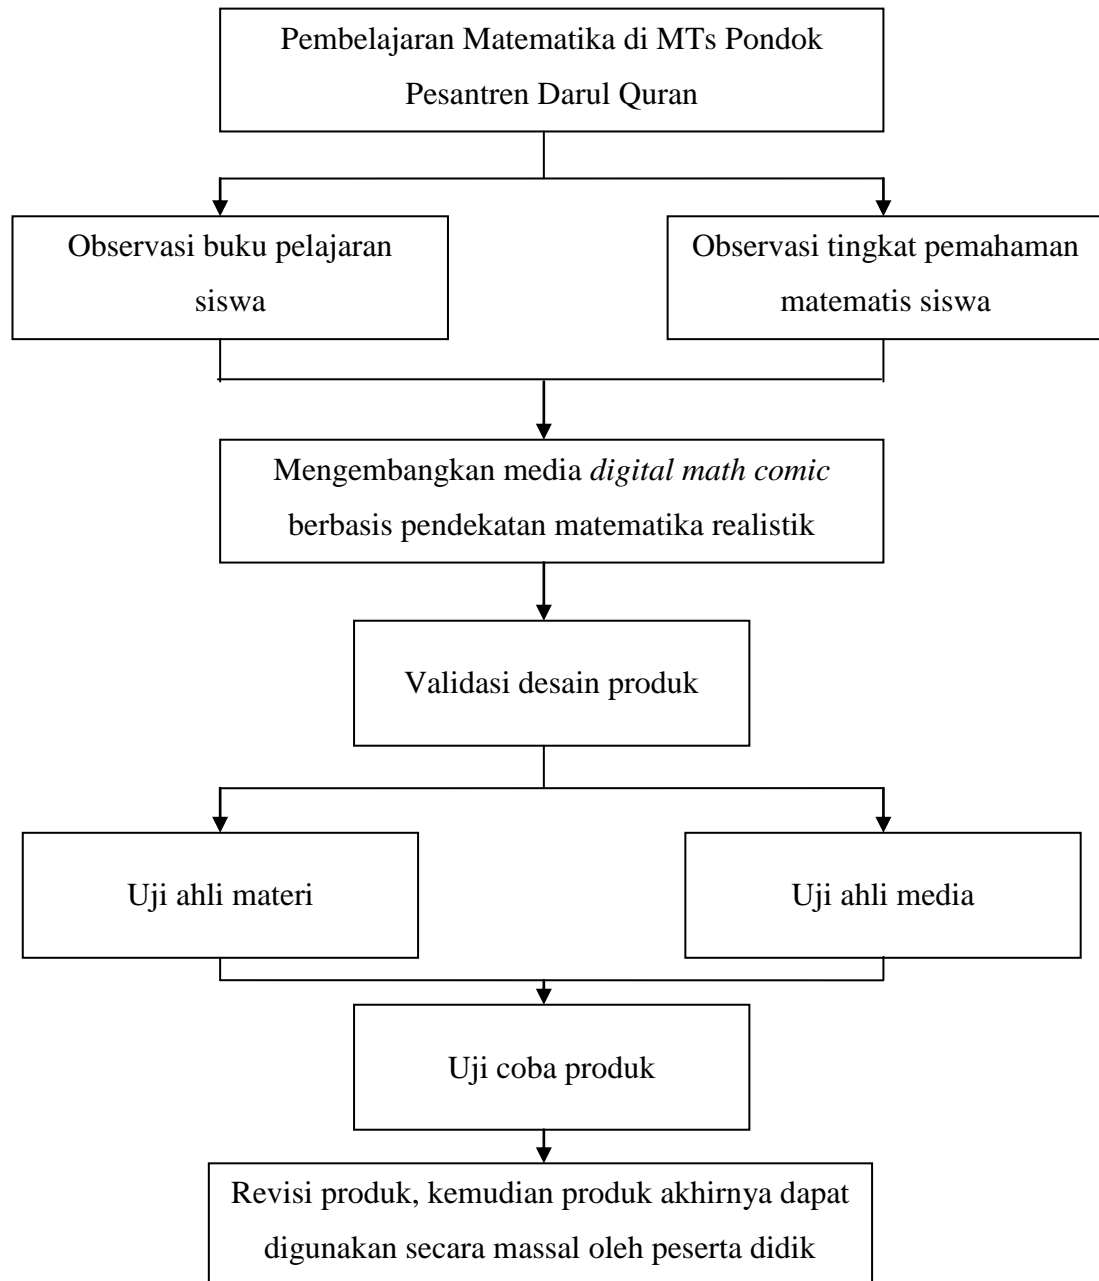 Pembelajaran Matematika di MTs Pondok
Pesantren Darul Quran
Observasi buku pelajaran
siswa
Observasi tingkat pemahaman
matematis siswa
Mengembangkan media digital math comic
berbasis pendekatan matematika realistik
Validasi desain produk
Uji ahli materi
Uji ahli media
Uji coba produk
Revisi produk, kemudian produk akhirnya dapat
digunakan secara massal oleh peserta didik